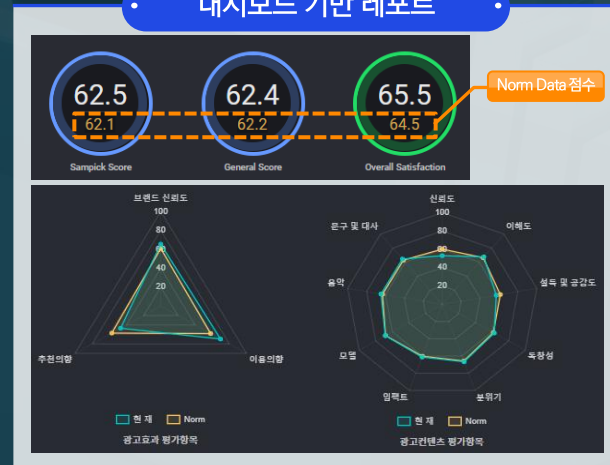 대시보드 기반 레포트
62.5
62.1
Sampick Score
62.4
62.2
General Score
65.5
64.5
Overall Satisfaction
Norm Data 점수
브랜드 신뢰도
100
80
60
40
20
추천의향
이용의향
현 재
Norm
광고효과 평가항목
신뢰도
100
80
60
40
20
문구 및 대사
이해도
음악
설득 및 공감도
모델
독창성
임팩트
분위기
현 재
Norm
광고컨텐츠 평가항목